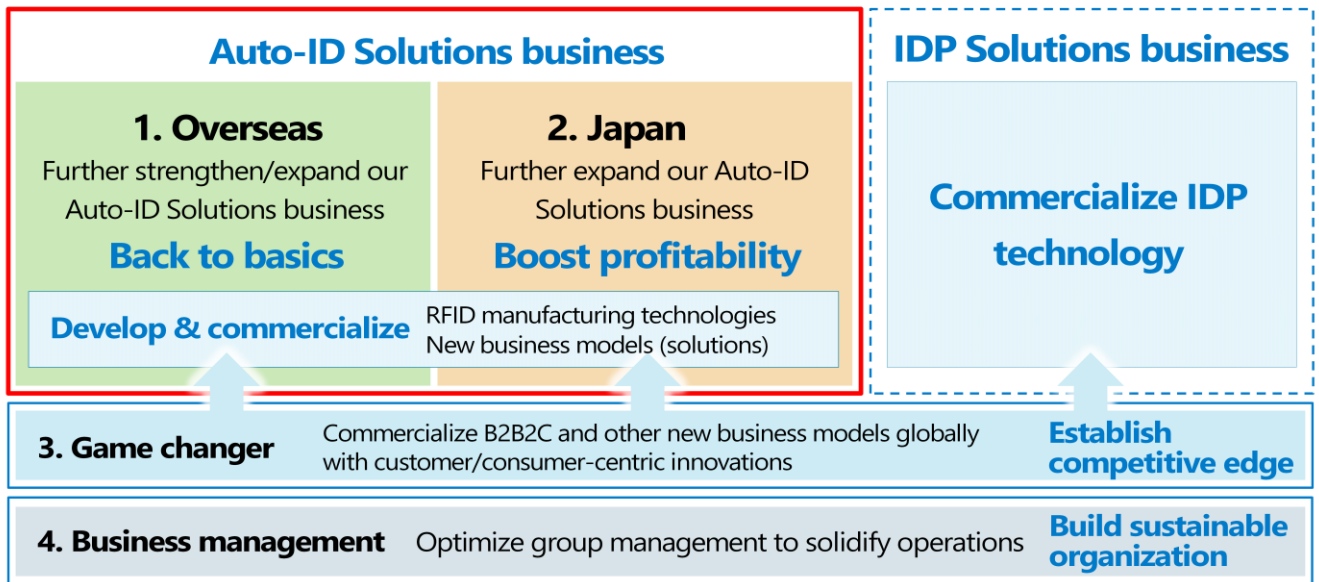 Auto-ID Solutions business
1. Overseas
Further strengthen/expand our
Auto-ID Solutions business
Back to basics
2. Japan
Further expand our Auto-ID
Solutions business
Boost profitability
Develop & commercialize
RFID manufacturing technologies
New business models (solutions)
IDP Solutions business
Commercialize IDP
technology
3. Game changer
Commercialize B2B2C and other new business models globally
with customer/consumer-centric innovations
Establish
competitive edge
4. Business management
Optimize group management to solidify operations
Build sustainable
organization